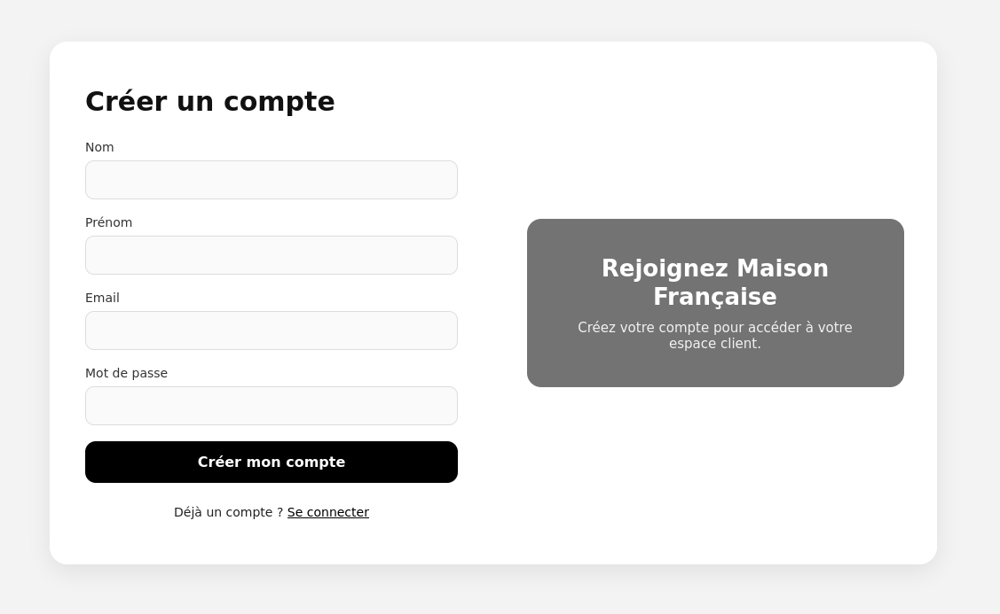 Créer un compte
Nom
Prénom
Email
Mot de passe
Créer mon compte
Déjà un compte ? Se connecter
Rejoignez Maison
Française
Créez votre compte pour accéder à votre
espace client.